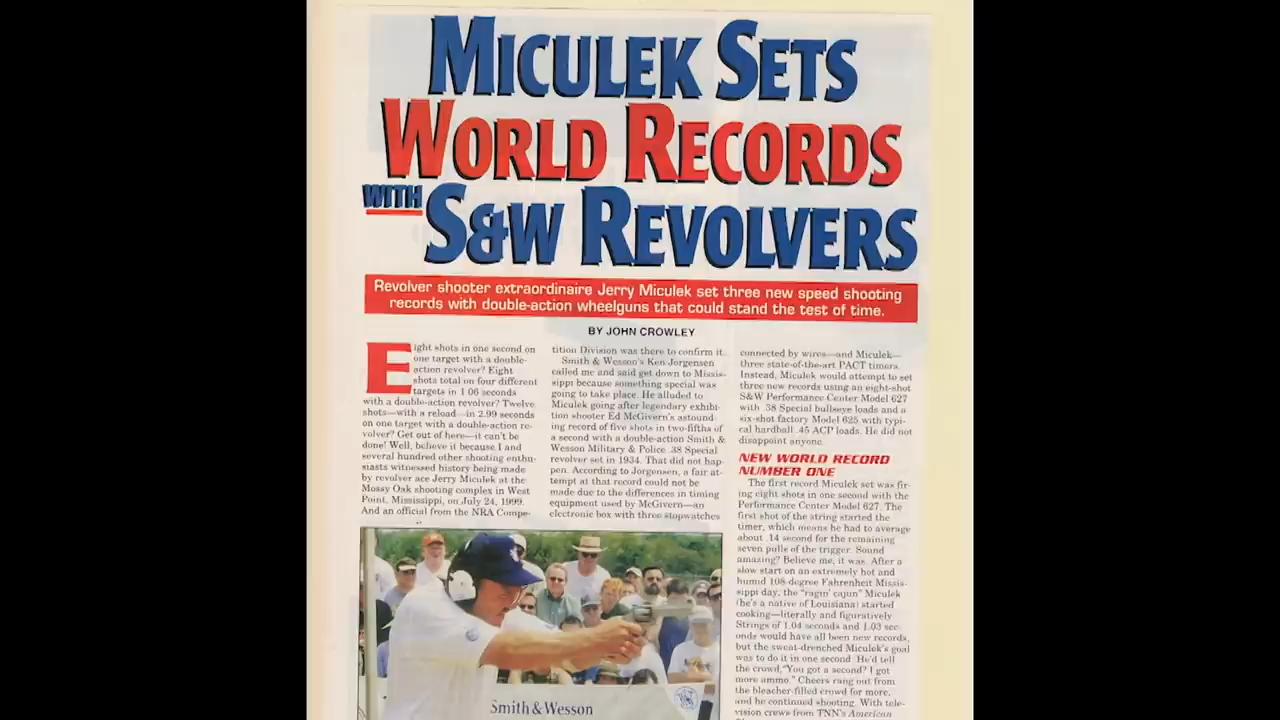 MICULEK SETS
WORLD RECORDS
WITH S&W REVOLVERS
Revolver shooter extraordinaire Jerry Miculek set three new speed shooting
records with double-action wheelguns that could stand the test of time.
BY JOHN CROWLEY
Eight shots in one second on
one target with a double-
action revolver? Eight
shots total on four different
targets in 1.06 seconds
with a double-action revolver? Twelve
shots—with a reload—in 2.99 seconds
on one target with a double-action re-
volver? Get out of here—it can't be
done! Well, believe it because I and
several hundred other shooting enthu-
siasts witnessed history being made
by revolver ace Jerry Miculek at the
Mossy Oak shooting complex in West
Point, Mississippi, on July 24, 1999.
And an official from the NRA Compe-
tition Division was there to confirm it.
Smith & Wesson's Ken Jorgensen
called me and said get down to Missis-
sippi because something special was
going to take place. He alluded to
Miculek going after legendary exhibi-
tion shooter Ed McGivern's astound-
ing record of five shots in two-fifths of
a second with a double-action Smith &
Wesson Military & Police .38 Special
revolver set in 1934. That did not hap-
pen. According to Jorgensen, a fair at-
tempt at that record could not be
made due to the differences in timing
equipment used by McGivern—an
electronic box with three stopwatches
connected by wires—and Miculek—
three state-of-the-art PACT timers.
Instead, Miculek would attempt to set
three new records using an eight-shot
S&W Performance Center Model 627
with .38 Special bullseye loads and a
six-shot factory Model 625 with typi-
cal hardball .45 ACP loads. He did not
disappoint anyone.
NEW WORLD RECORD
NUMBER ONE
The first record Miculek set was fir-
ing eight shots in one second with the
Performance Center Model 627. The
first shot of the string started the
timer, which means he had to average
about .14 second for the remaining
seven pulls of the trigger. Sound
amazing? Believe me, it was. After a
slow start on an extremely hot and
humid 108-degree Fahrenheit Missis-
sippi day, the "ragin' cajun" Miculek
(he's a native of Louisiana) started
cooking—literally and figuratively.
Strings of 1.04 seconds and 1.03 sec-
onds would have all been new records,
but the sweat-drenched Miculek's goal
was to do it in one second. He'd tell
the crowd, "You got a second? I got
more ammo." Cheers rang out from
the bleacher-filled crowd for more,
and he continued shooting. With tele-
vision crews from TNN's American
Smith & Wesson